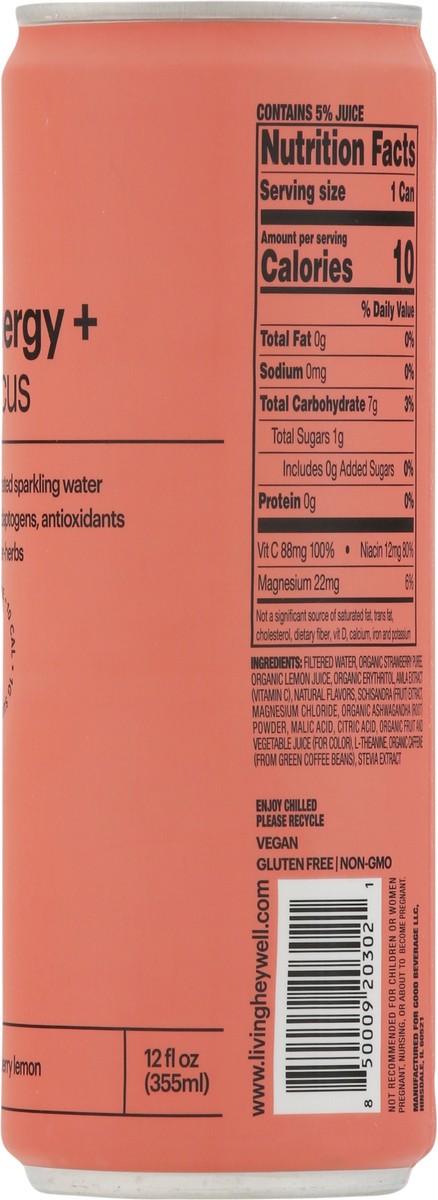 ergy +
cus
sparkling water
aptogens, antioxidants
herbs
CAL
erry lemon
12 fl oz
(355ml)
CONTAINS 5% JUICE
Nutrition Facts
Serving size 1 Can
Amount per serving
Calories 10
% Daily Value
Total Fat 0g 0%
Sodium 0mg 0%
Total Carbohydrate 7g 3%
Total Sugars 1g
Includes 0g Added Sugars 0%
Protein 0g 0%
Vit C 88mg 100% • Niacin 12mg 80%
Magnesium 22mg 6%
Not a significant source of saturated fat, trans fat,
cholesterol, dietary fiber, vit D, calcium, iron and potassium
INGREDIENTS: FILTERED WATER, ORGANIC STRAWBERRY PUREE,
ORGANIC LEMON JUICE, ORGANIC ERYTHRITOL, AMLA EXTRACT
(VITAMIN C), NATURAL FLAVORS, SCHISANDRA (FRUIT) EXTRACT,
MAGNESIUM CHLORIDE, ORGANIC ASHWAGANDHA (ROOT)
POWDER, MALIC ACID, CITRIC ACID, ORGANIC FRUIT AND
VEGETABLE JUICE (FOR COLOR), L-THEANINE, ORGANIC CAFFEINE
(FROM GREEN COFFEE BEANS), STEVIA EXTRACT
ENJOY CHILLED
PLEASE RECYCLE
VEGAN
GLUTEN FREE | NON-GMO
www.livingheywell.com
8 50009 20302 1
NOT RECOMMENDED FOR CHILDREN OR WOMEN
PREGNANT, NURSING, OR ABOUT TO BECOME PREGNANT.
MANUFACTURED FOR GOOD BEVERAGE LLC,
HINSDALE, IL 60521